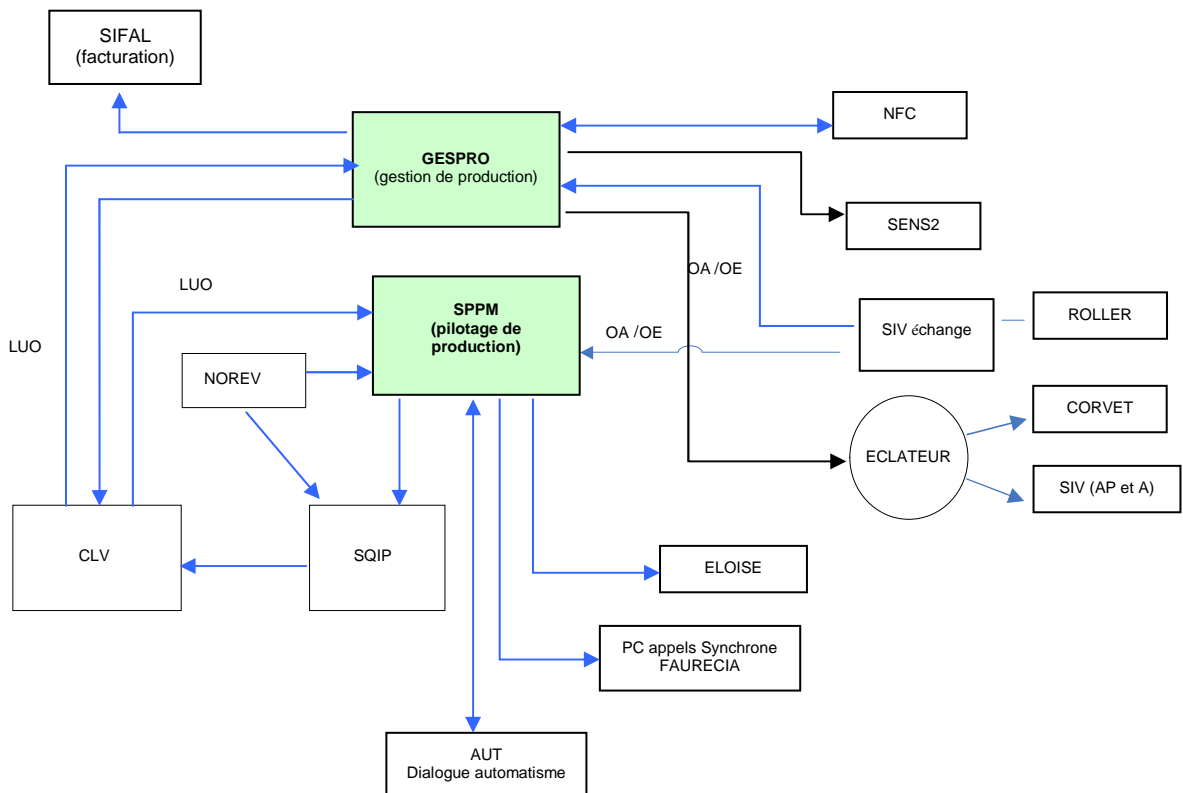 SIFAL
(facturation)
NFC
GESPRO
(gestion de production)
SENS2
OA /OE
LUO
SPPM
(pilotage de
production)
ROLLER
SIV échange
OA /OE
LUO
NOREV
CORVET
ECLATEUR
SIV (AP et A)
CLV
SQIP
ELOISE
PC appels Synchrone
FAURECIA
AUT
Dialogue automatisme